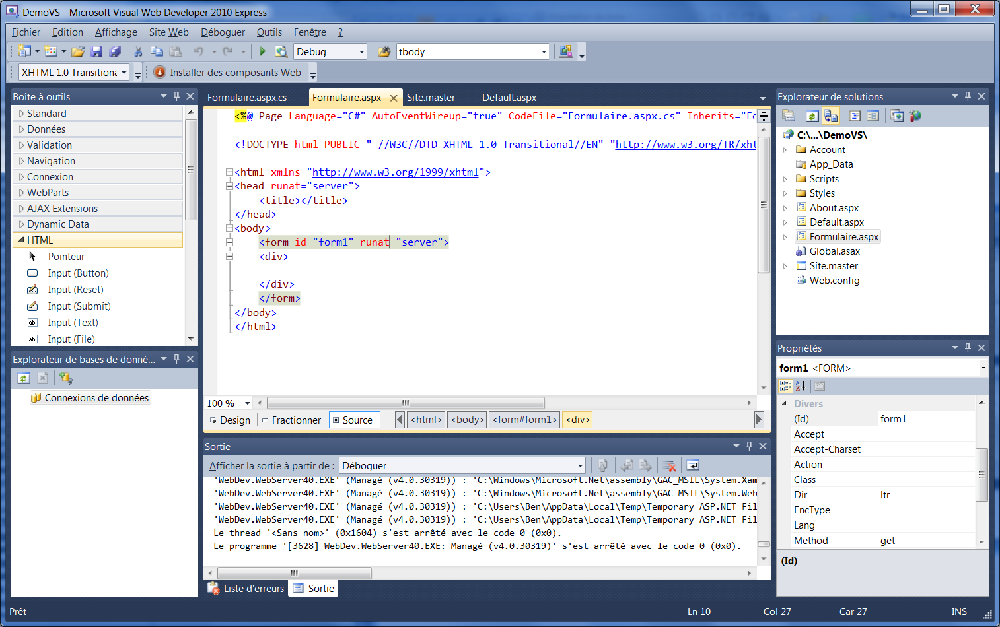 DemoVS - Microsoft Visual Web Developer 2010 Express
Fichier Edition Affichage Site Web Déboguer Outils Fenêtre ?
Debug tbody
XHTML 1.0 Transitiona Installer des composants Web
Boîte à outils
Standard
Données
Validation
Navigation
Connexion
WebParts
AJAX Extensions
Dynamic Data
HTML
Pointeur
Input (Button)
Input (Reset)
Input (Submit)
abl Input (Text)
abl Input (File)
Explorateur de bases de donné...
Connexions de données
Formulaire.aspx.cs Formulaire.aspx Site.master Default.aspx
<%@ Page Language="C#" AutoEventWireup="true" CodeFile="Formulaire.aspx.cs" Inherits="Fo
<!DOCTYPE html PUBLIC "-//W3C//DTD XHTML 1.0 Transitional//EN" "http://www.w3.org/TR/xht
<html xmlns="http://www.w3.org/1999/xhtml">
<head runat="server">
<title></title>
</head>
<body>
<form id="form1" runat="server">
<div>
</div>
</form>
</body>
</html>
100 %
Design Fractionner Source <html> <body> <form#form1> <div>
Sortie
Afficher la sortie à partir de : Déboguer
'WebDev.WebServer40.EXE' (Managé (v4.0.30319)) : 'C:\Windows\Microsoft.Net\assembly\GAC_MSIL\System.Xam
'WebDev.WebServer40.EXE' (Managé (v4.0.30319)) : 'C:\Windows\Microsoft.Net\assembly\GAC_MSIL\System.Web
'WebDev.WebServer40.EXE' (Managé (v4.0.30319)) : 'C:\Users\Ben\AppData\Local\Temp\Temporary ASP.NET Fil
'WebDev.WebServer40.EXE' (Managé (v4.0.30319)) : 'C:\Users\Ben\AppData\Local\Temp\Temporary ASP.NET Fil
Le thread '<Sans nom>' (0x1604) s'est arrêté avec le code 0 (0x0).
Le programme '[3628] WebDev.WebServer40.EXE: Managé (v4.0.30319)' s'est arrêté avec le code 0 (0x0).
Liste d'erreurs Sortie
Explorateur de solutions
C:\...\DemoVS\
Account
App_Data
Scripts
Styles
About.aspx
Default.aspx
Formulaire.aspx
Global.asax
Site.master
Web.config
Propriétés
form1 <FORM>
Divers
(Id) form1
Accept
Accept-Charset
Action
Class
Dir ltr
EncType
Lang
Method get
(Id)
Prêt Ln 10 Col 27 Car 27 INS